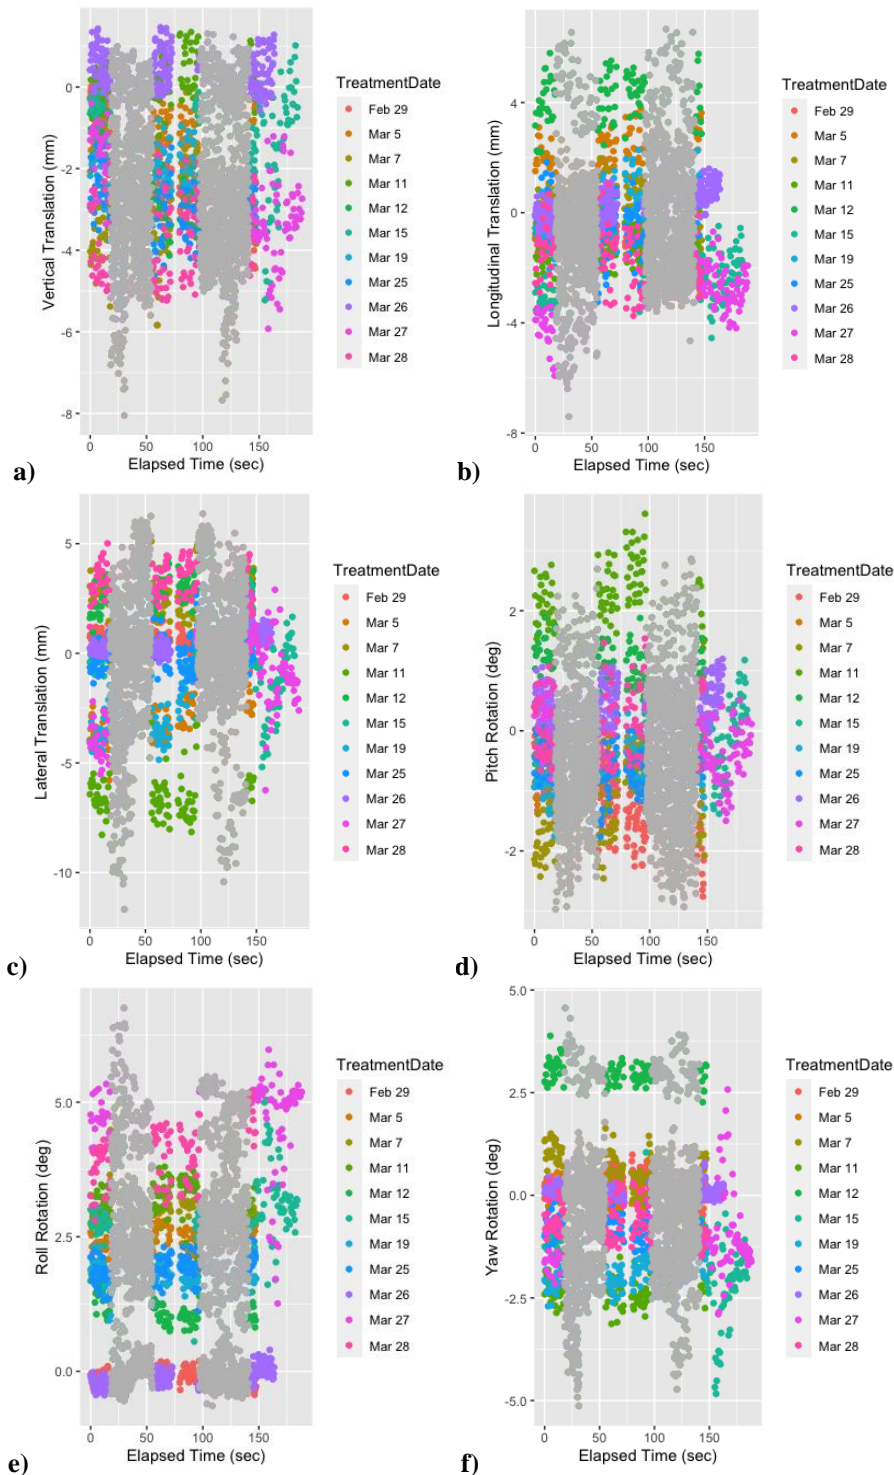 TreatmentDate
Feb 29
Mar 5
Mar 7
Mar 11
Mar 12
Mar 15
Mar 19
Mar 25
Mar 26
Mar 27
Mar 28
Vertical Translation (mm)
0
-2
-4
-6
-8
0 50 100 150
Elapsed Time (sec)
a)
TreatmentDate
Feb 29
Mar 5
Mar 7
Mar 11
Mar 12
Mar 15
Mar 19
Mar 25
Mar 26
Mar 27
Mar 28
Longitudinal Translation (mm)
4
0
-4
-8
0 50 100 150
Elapsed Time (sec)
b)
TreatmentDate
Feb 29
Mar 5
Mar 7
Mar 11
Mar 12
Mar 15
Mar 19
Mar 25
Mar 26
Mar 27
Mar 28
Lateral Translation (mm)
5
0
-5
-10
0 50 100 150
Elapsed Time (sec)
c)
TreatmentDate
Feb 29
Mar 5
Mar 7
Mar 11
Mar 12
Mar 15
Mar 19
Mar 25
Mar 26
Mar 27
Mar 28
Pitch Rotation (deg)
2
0
-2
0 50 100 150
Elapsed Time (sec)
d)
TreatmentDate
Feb 29
Mar 5
Mar 7
Mar 11
Mar 12
Mar 15
Mar 19
Mar 25
Mar 26
Mar 27
Mar 28
Roll Rotation (deg)
5.0
2.5
0.0
0 50 100 150
Elapsed Time (sec)
e)
TreatmentDate
Feb 29
Mar 5
Mar 7
Mar 11
Mar 12
Mar 15
Mar 19
Mar 25
Mar 26
Mar 27
Mar 28
Yaw Rotation (deg)
5.0
2.5
0.0
-2.5
-5.0
0 50 100 150
Elapsed Time (sec)
f)